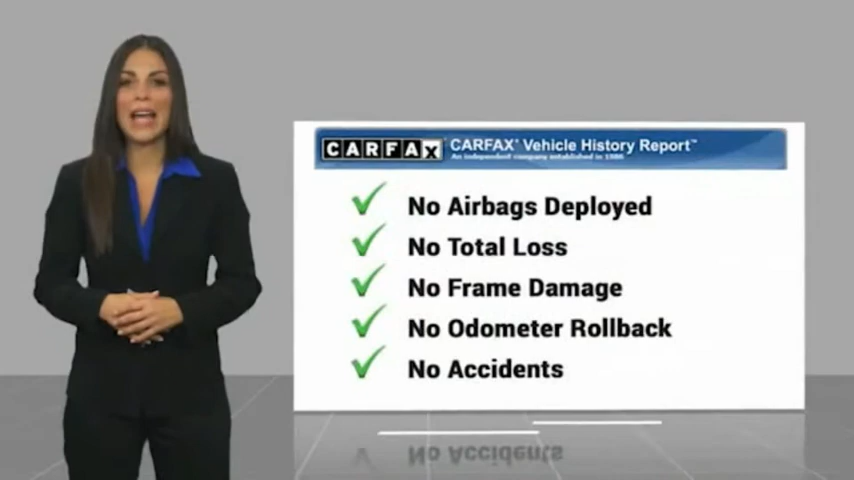 CARFAX CARFAX® Vehicle History Report™
An independent company established in 1986
No Airbags Deployed
No Total Loss
No Frame Damage
No Odometer Rollback
No Accidents
No Accidents